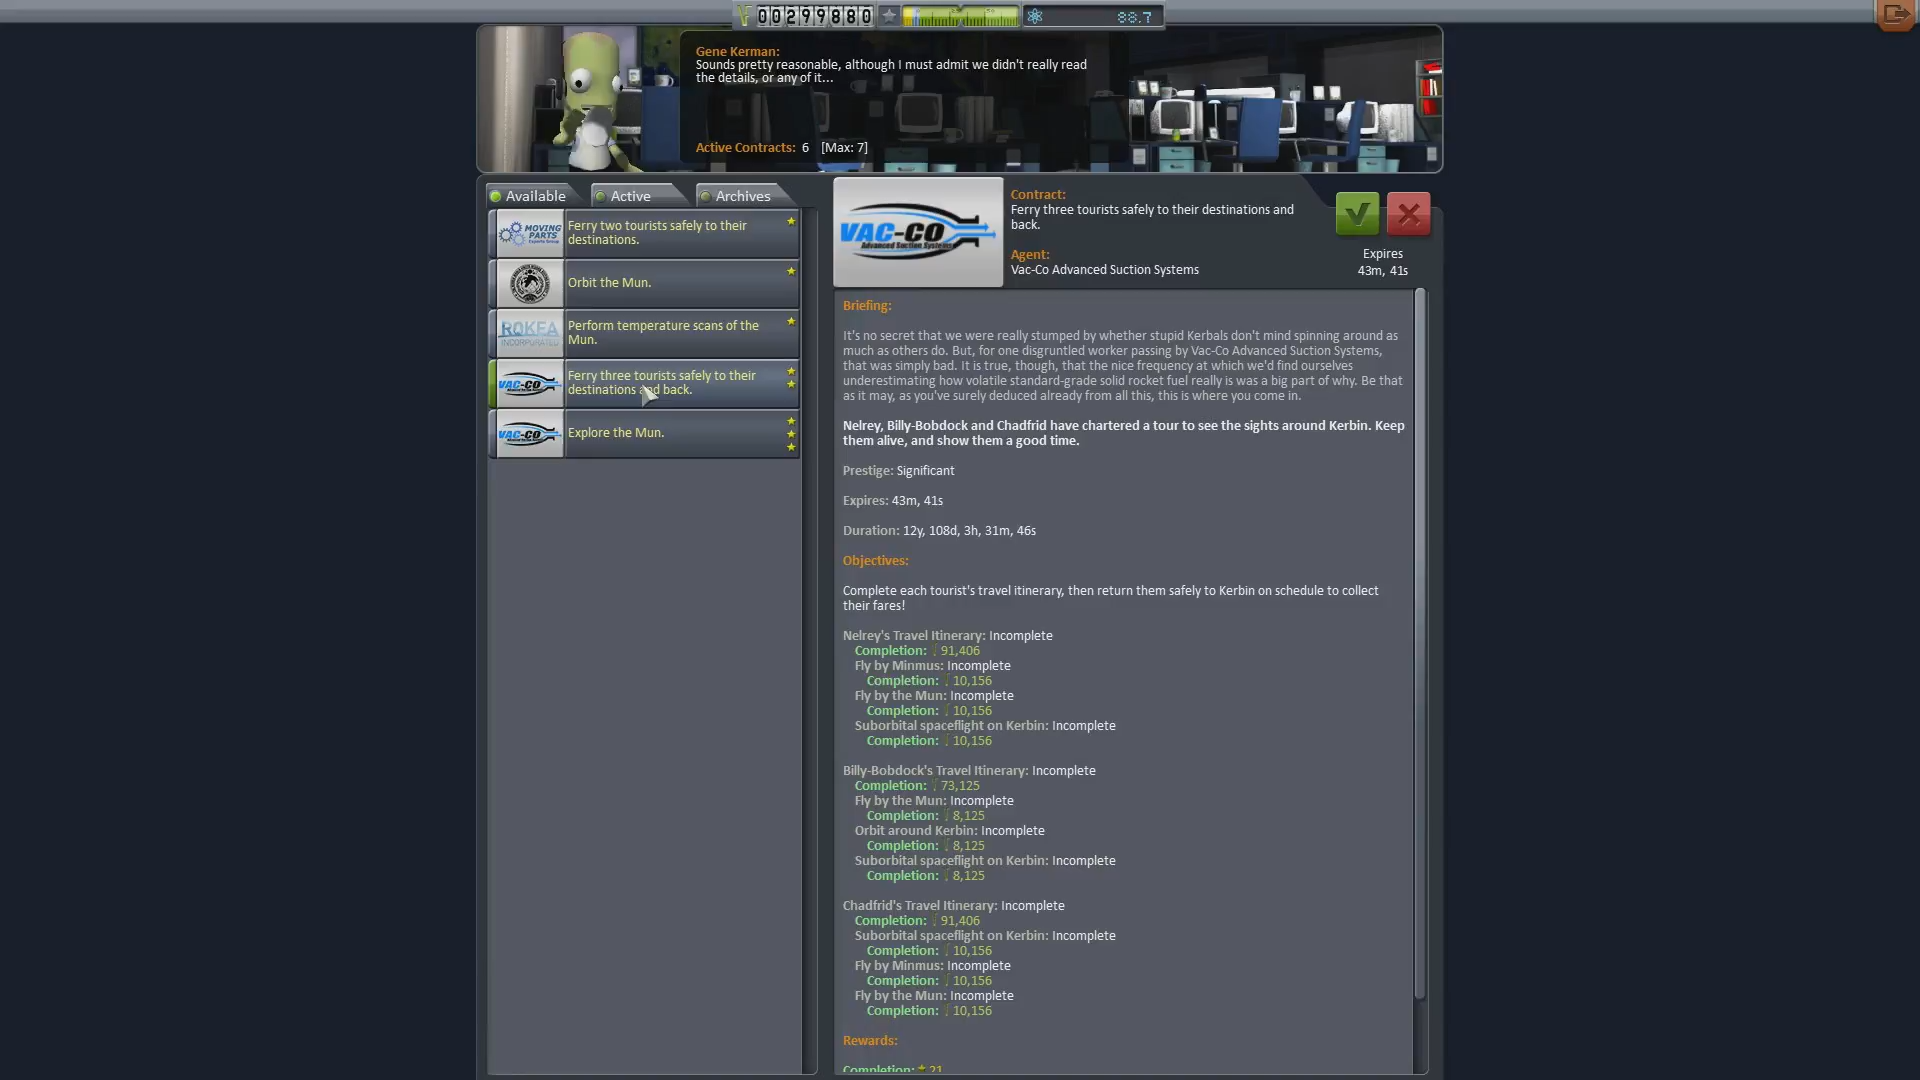 00299880
88.7
Gene Kerman:
Sounds pretty reasonable, although I must admit we didn't really read
the details, or any of it...
Active Contracts: 6 [Max: 7]
Available
Active
Archives
MOVING
PARTS
Experts Group
Ferry two tourists safely to their
destinations.
Orbit the Mun.
ROKEA
INCORPORATED
Perform temperature scans of the
Mun.
VAC-CO
Ferry three tourists safely to their
destinations and back.
VAC-CO
Explore the Mun.
VAC-CO
Advanced Suction Systems
Contract:
Ferry three tourists safely to their destinations and
back.
Agent:
Vac-Co Advanced Suction Systems
Expires
43m, 41s
Briefing:
It's no secret that we were really stumped by whether stupid Kerbals don't mind spinning around as
much as others do. But, for one disgruntled worker passing by Vac-Co Advanced Suction Systems,
that was simply bad. It is true, though, that the nice frequency at which we'd find ourselves
underestimating how volatile standard-grade solid rocket fuel really is was a big part of why. Be that
as it may, as you've surely deduced already from all this, this is where you come in.
Nelrey, Billy-Bobdock and Chadfrid have chartered a tour to see the sights around Kerbin. Keep
them alive, and show them a good time.
Prestige: Significant
Expires: 43m, 41s
Duration: 12y, 108d, 3h, 31m, 46s
Objectives:
Complete each tourist's travel itinerary, then return them safely to Kerbin on schedule to collect
their fares!
Nelrey's Travel Itinerary: Incomplete
Completion: 91,406
Fly by Minmus: Incomplete
Completion: 10,156
Fly by the Mun: Incomplete
Completion: 10,156
Suborbital spaceflight on Kerbin: Incomplete
Completion: 10,156
Billy-Bobdock's Travel Itinerary: Incomplete
Completion: 73,125
Fly by the Mun: Incomplete
Completion: 8,125
Orbit around Kerbin: Incomplete
Completion: 8,125
Suborbital spaceflight on Kerbin: Incomplete
Completion: 8,125
Chadfrid's Travel Itinerary: Incomplete
Completion: 91,406
Suborbital spaceflight on Kerbin: Incomplete
Completion: 10,156
Fly by Minmus: Incomplete
Completion: 10,156
Fly by the Mun: Incomplete
Completion: 10,156
Rewards:
Completion: 21